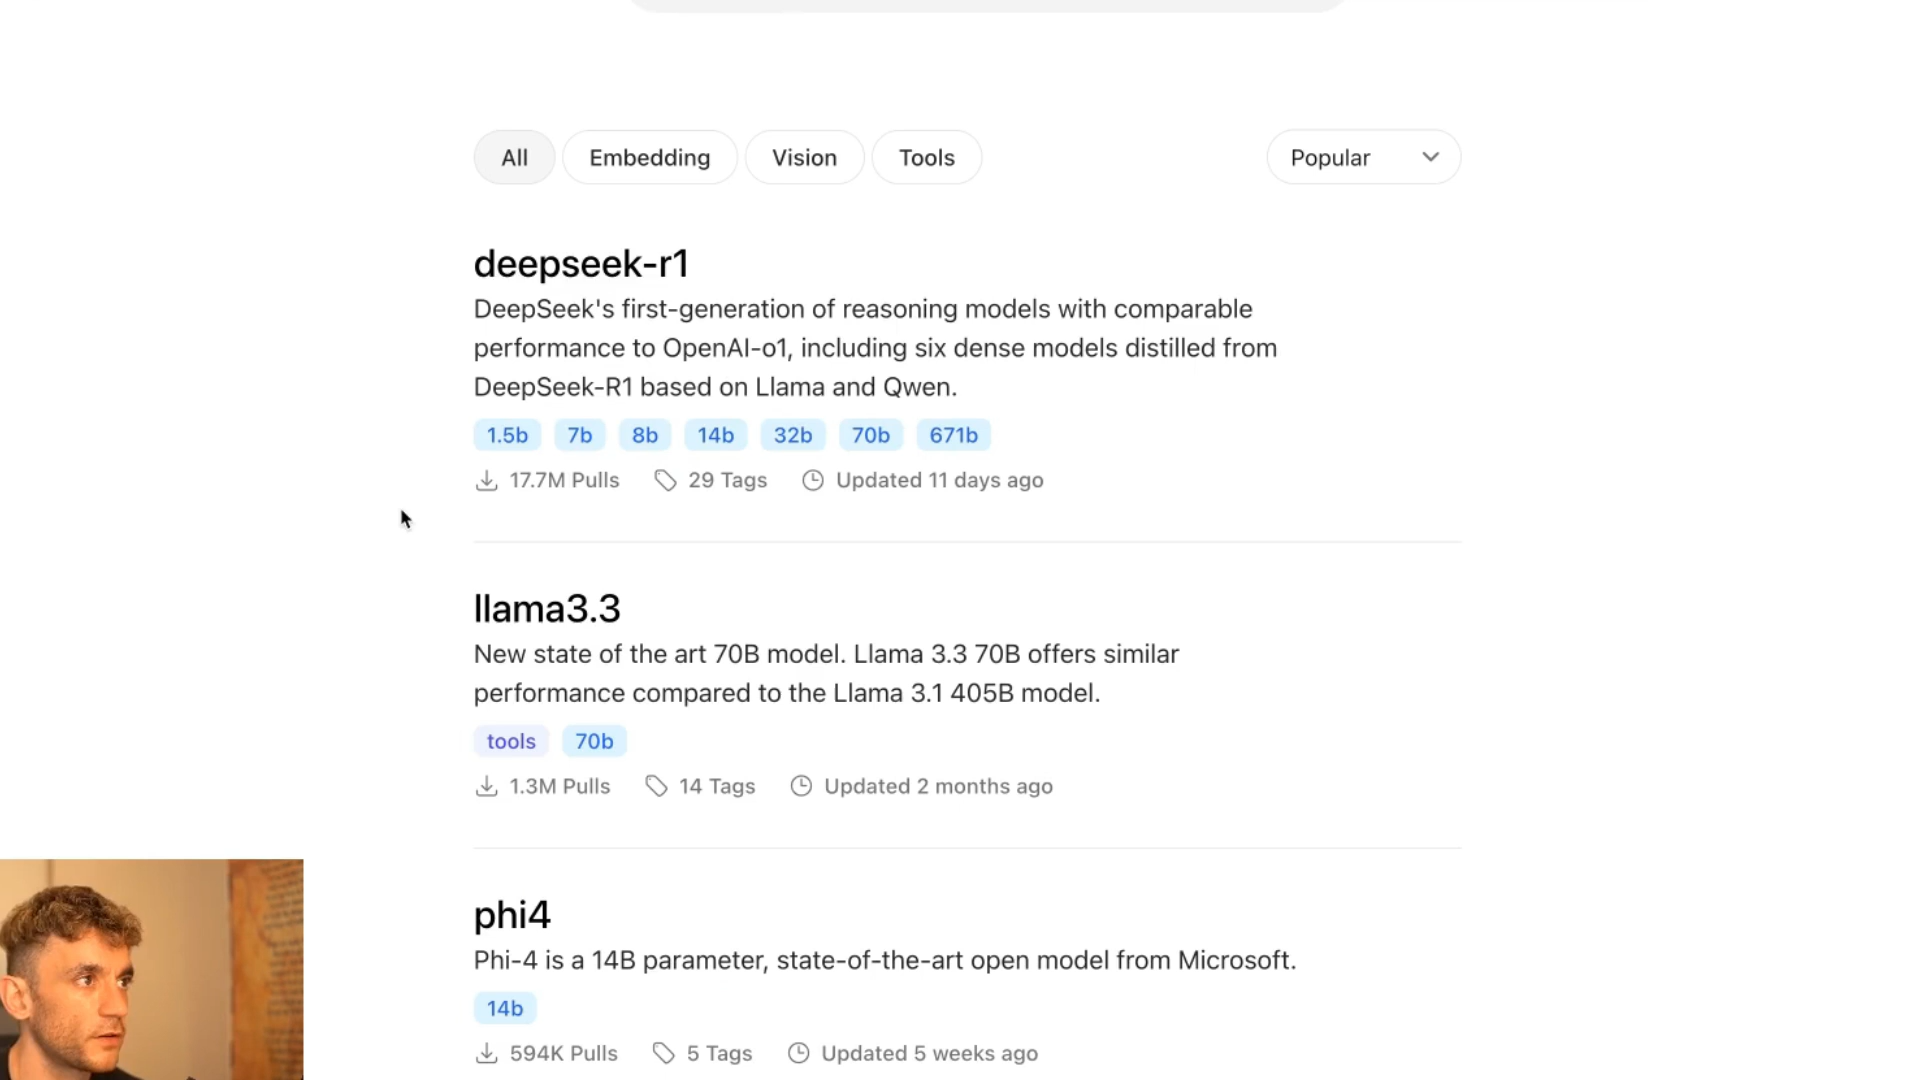 All Embedding Vision Tools Popular
deepseek-r1
DeepSeek's first-generation of reasoning models with comparable
performance to OpenAI-o1, including six dense models distilled from
DeepSeek-R1 based on Llama and Qwen.
1.5b 7b 8b 14b 32b 70b 671b
17.7M Pulls 29 Tags Updated 11 days ago
llama3.3
New state of the art 70B model. Llama 3.3 70B offers similar
performance compared to the Llama 3.1 405B model.
tools 70b
1.3M Pulls 14 Tags Updated 2 months ago
phi4
Phi-4 is a 14B parameter, state-of-the-art open model from Microsoft.
14b
594K Pulls 5 Tags Updated 5 weeks ago